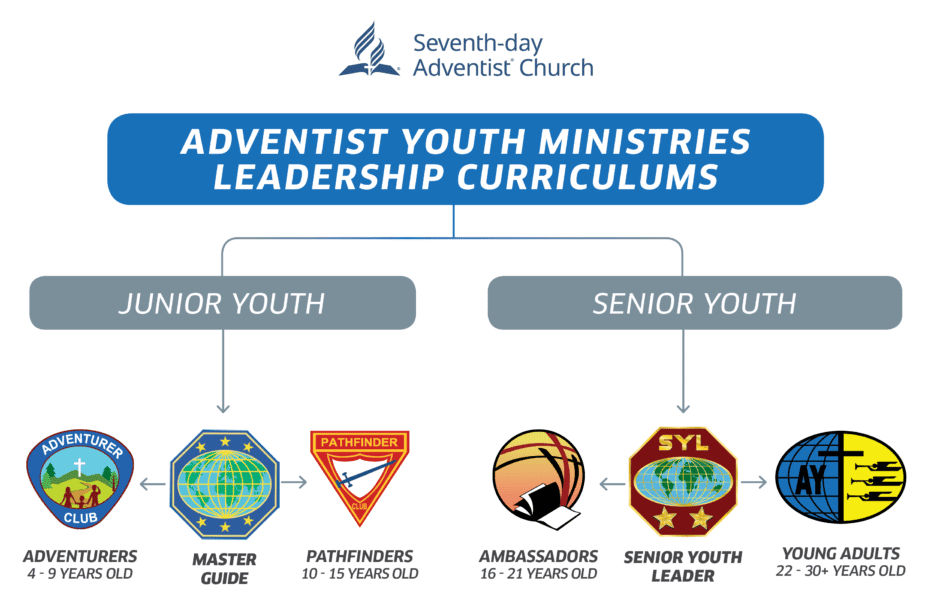 Seventh-day
Adventist® Church
ADVENTIST YOUTH MINISTRIES
LEADERSHIP CURRICULUMS
JUNIOR YOUTH
SENIOR YOUTH
ADVENTURER
CLUB
PATHFINDER
CLUB
SYL
AY
ADVENTURERS
4 - 9 YEARS OLD
MASTER
GUIDE
PATHFINDERS
10 - 15 YEARS OLD
AMBASSADORS
16 - 21 YEARS OLD
SENIOR YOUTH
LEADER
YOUNG ADULTS
22 - 30+ YEARS OLD